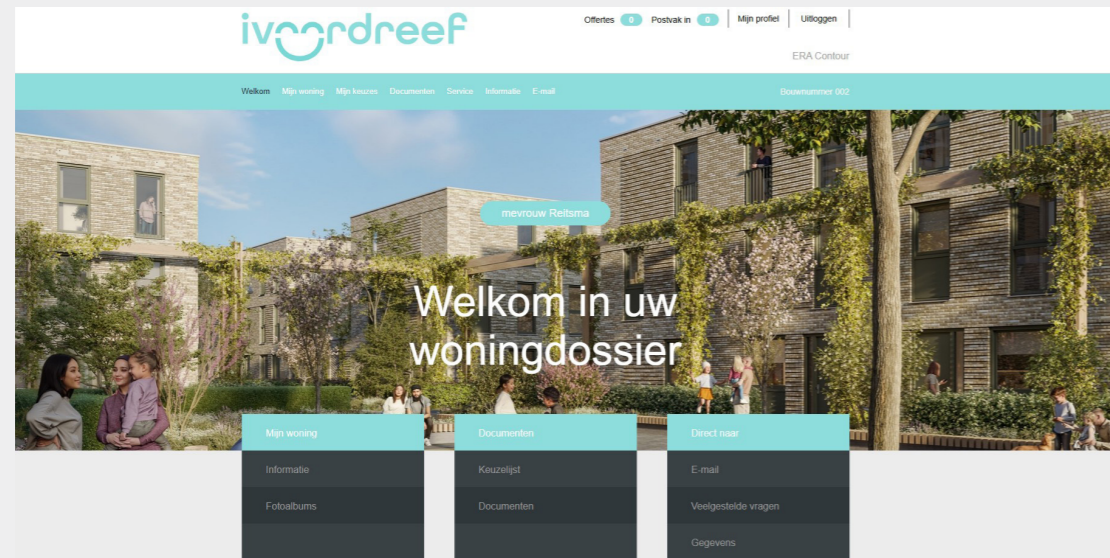 ivoordreef
Offertes 0 Postvak in 0 Mijn profiel Uitloggen
ERA Contour
Welkom Mijn woning Mijn keuzes Documenten Service Informatie E-mail Bouwnummer 002
mevrouw Reitsma
Welkom in uw
woningdossier
Mijn woning Documenten Direct naar
Informatie Keuzelijst E-mail
Fotoalbums Documenten Veelgestelde vragen
Gegevens